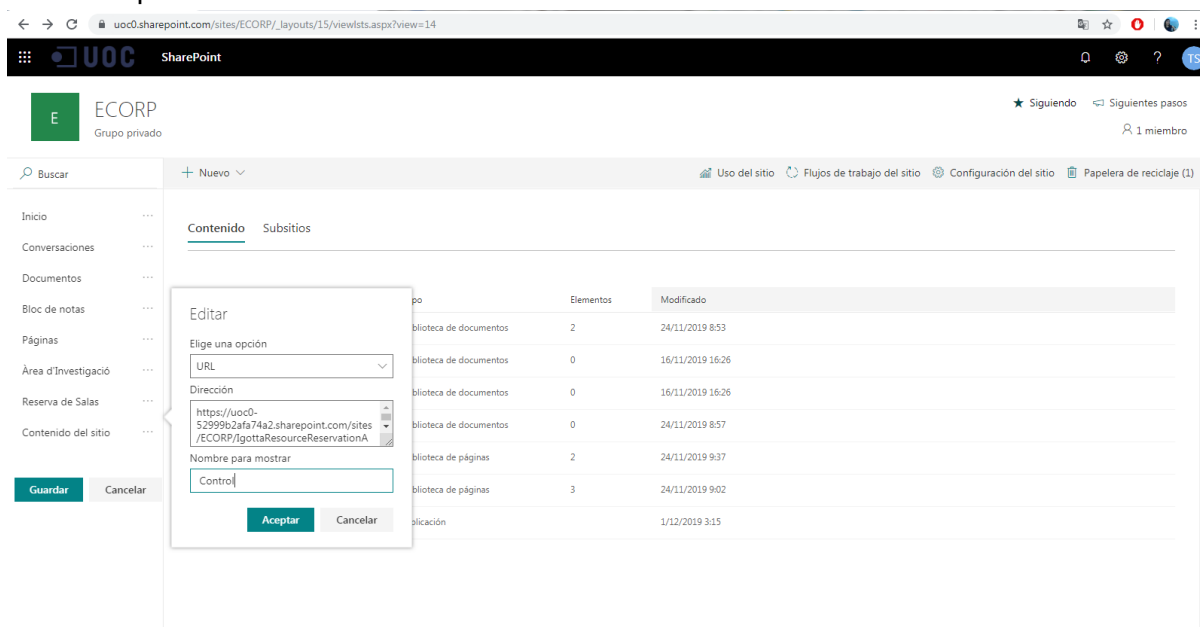 uoc0.sharepoint.com/sites/ECORP/_layouts/15/viewlsts.aspx?view=14
UOC SharePoint ? TS
E ECORP
Grupo privado
Siguiendo Siguientes pasos
1 miembro
Buscar
Nuevo Uso del sitio Flujos de trabajo del sitio Configuración del sitio Papelera de reciclaje (1)
Inicio
Conversaciones
Documentos
Bloc de notas
Páginas
Àrea d'Investigació
Reserva de Salas
Contenido del sitio
Guardar Cancelar
Contenido Subsitios
Editar
Elige una opción
URL
Dirección
https://uoc0-
52999b2afa74a2.sharepoint.com/sites
/ECORP/IgottaResourceReservationA
Nombre para mostrar
Control
Aceptar Cancelar
po Elementos Modificado
blioteca de documentos 2 24/11/2019 8:53
blioteca de documentos 0 16/11/2019 16:26
blioteca de documentos 0 16/11/2019 16:26
blioteca de documentos 0 24/11/2019 8:57
blioteca de páginas 2 24/11/2019 9:37
blioteca de páginas 3 24/11/2019 9:02
plicación 1/12/2019 3:15